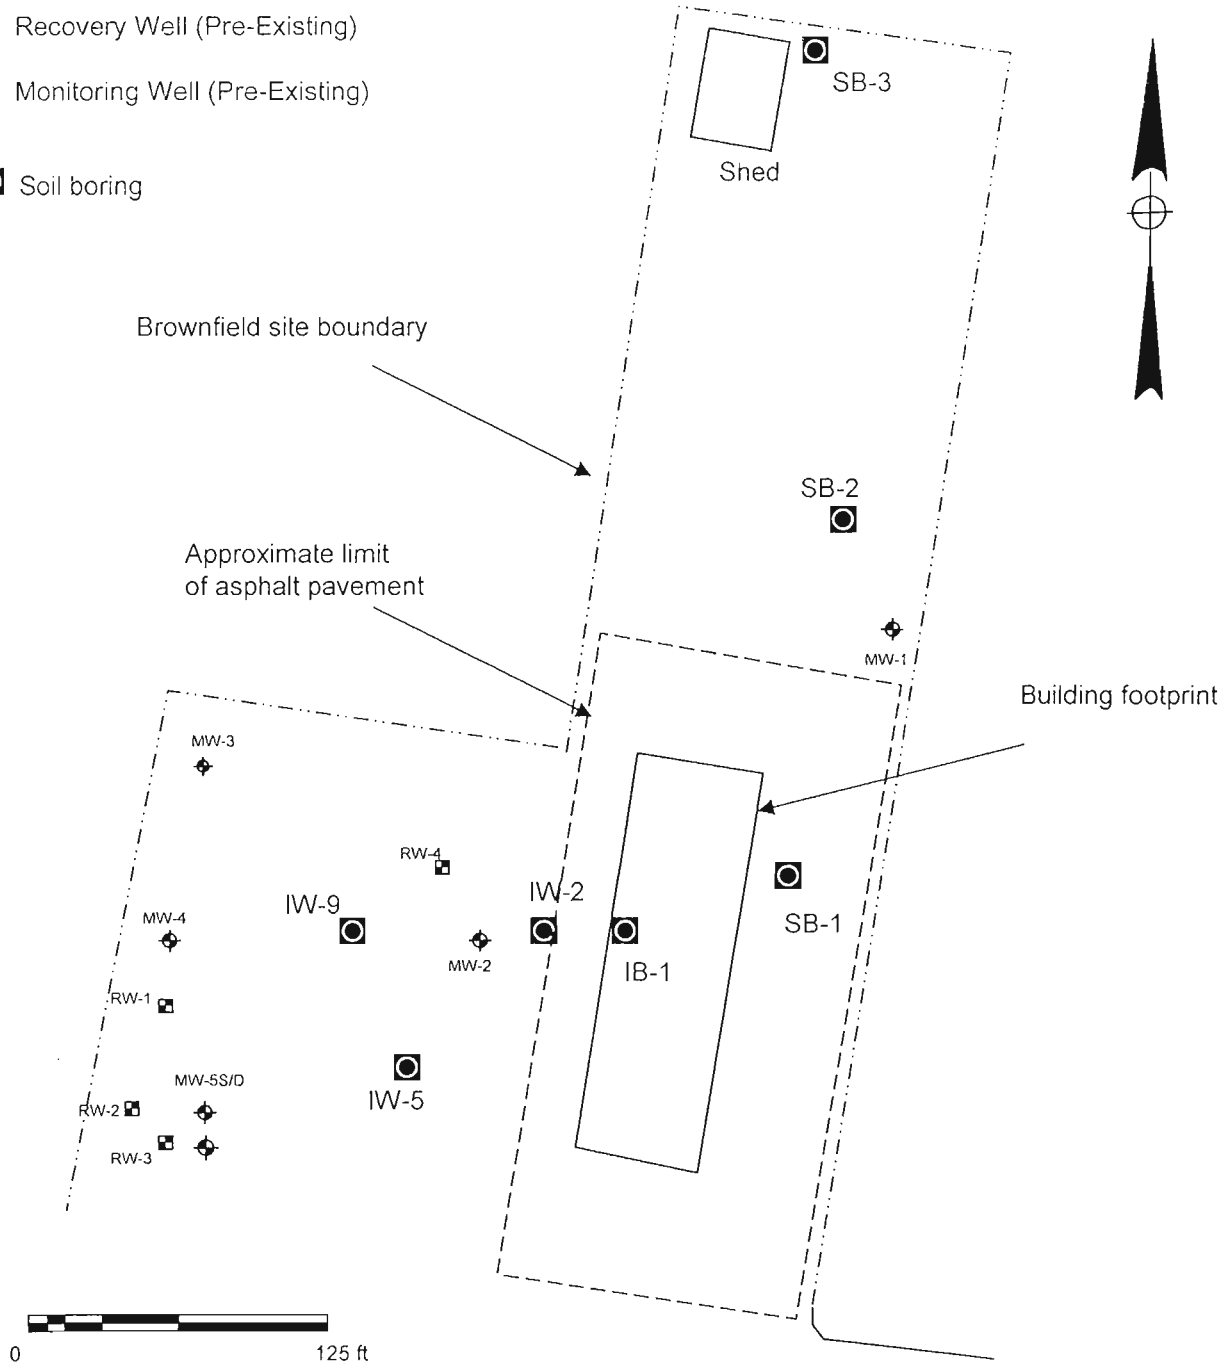 Recovery Well (Pre-Existing)
Monitoring Well (Pre-Existing)
Soil boring
SB-3
Shed
Brownfield site boundary
SB-2
Approximate limit
of asphalt pavement
MW-1
Building footprint
MW-3
RW-4
IW-2
IW-9
MW-4
SB-1
MW-2
IB-1
RW-1
MW-5S/D
IW-5
RW-2
RW-3
0
125 ft